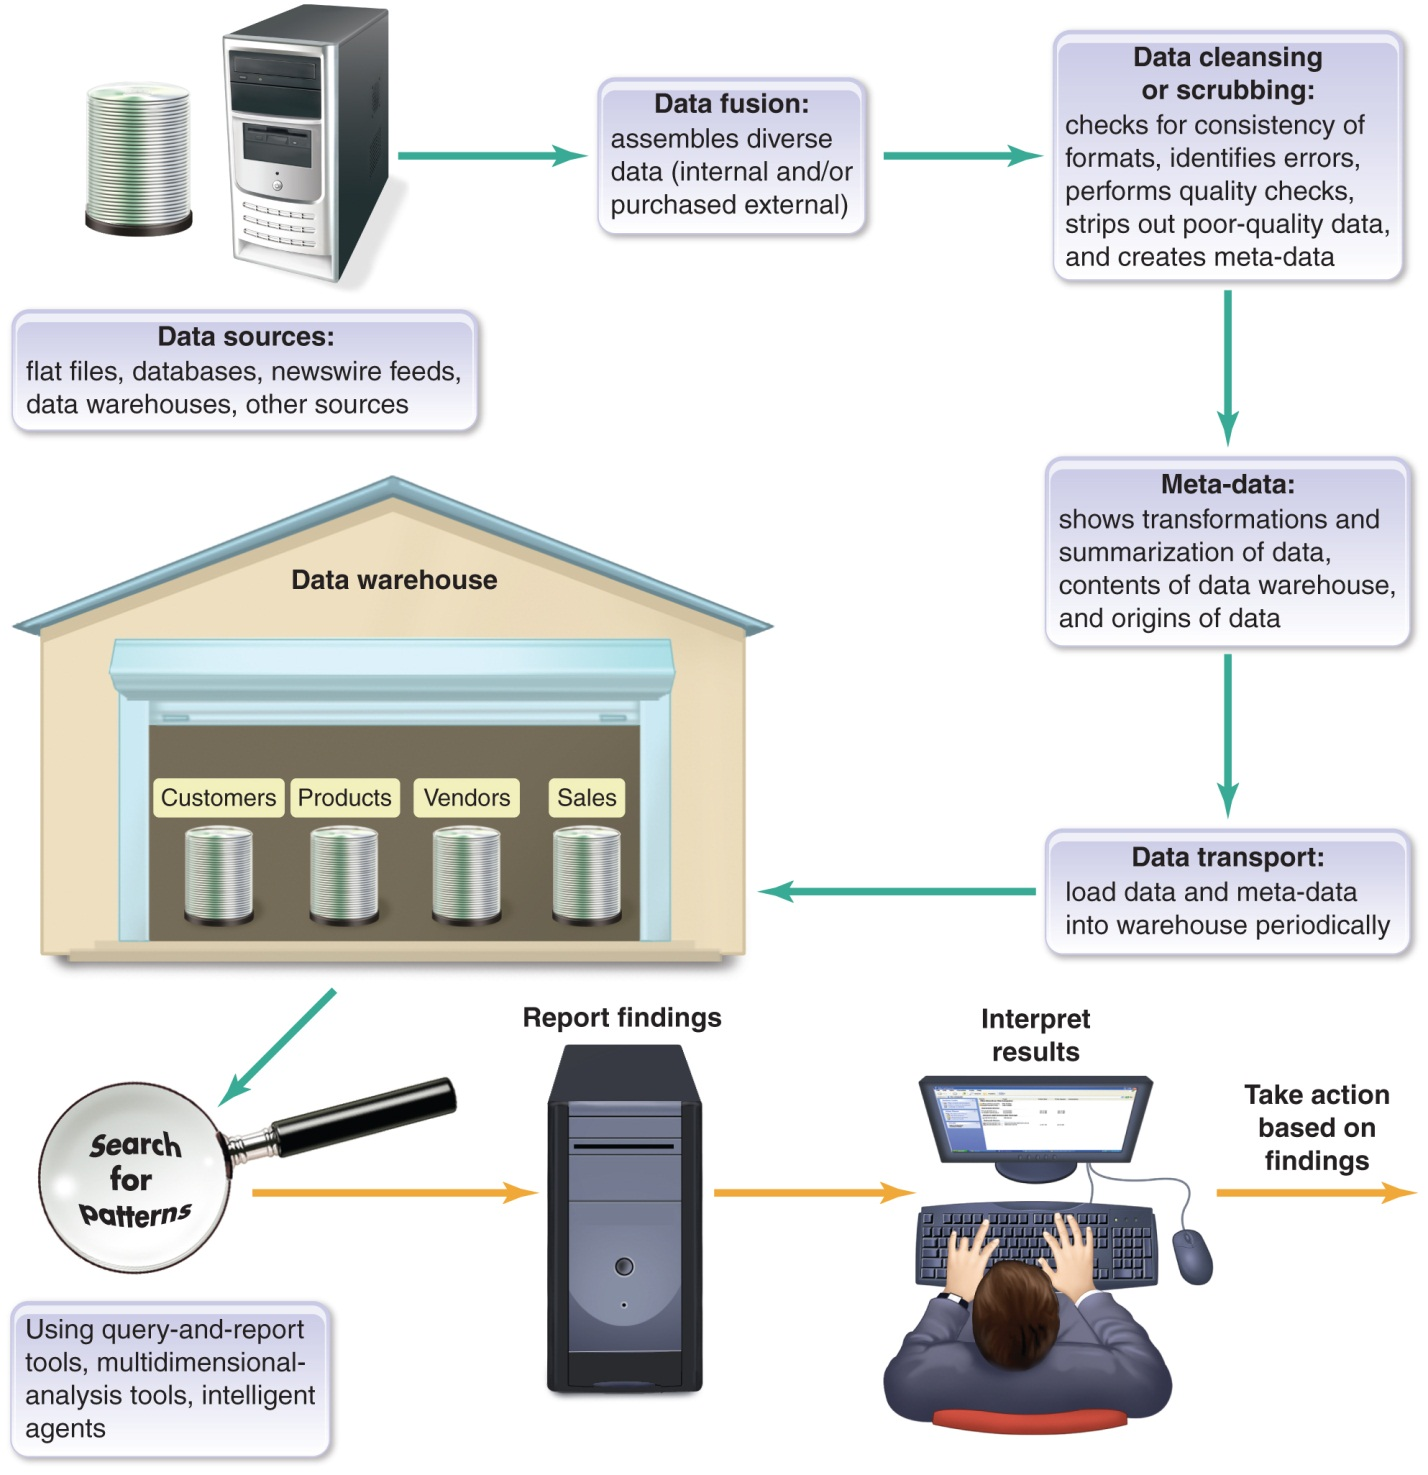 Data fusion:
assembles diverse
data (internal and/or
purchased external)
Data cleansing
or scrubbing:
checks for consistency of
formats, identifies errors,
performs quality checks,
strips out poor-quality data,
and creates meta-data
Data sources:
flat files, databases, newswire feeds,
data warehouses, other sources
Meta-data:
shows transformations and
summarization of data,
contents of data warehouse,
and origins of data
Data warehouse
Customers
Products
Vendors
Sales
Data transport:
load data and meta-data
into warehouse periodically
Search
for
patterns
Report findings
Interpret
results
Take action
based on
findings
Using query-and-report
tools, multidimensional-
analysis tools, intelligent
agents